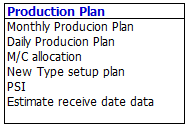 Production Plan
Monthly Producion Plan
Daily Producion Plan
M/C allocation
New Type setup plan
PSI
Estimate receive date data